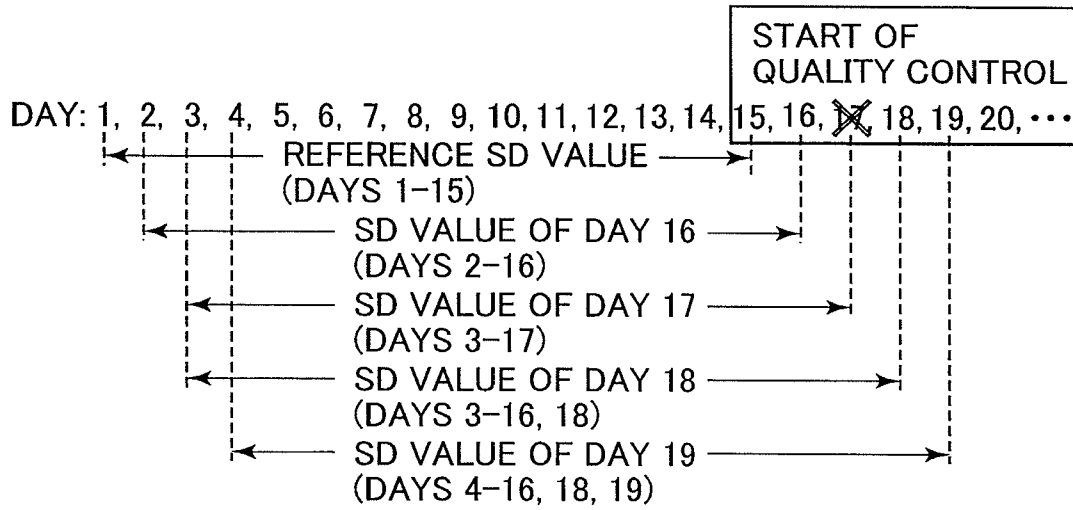 START OF
QUALITY CONTROL
DAY: 1, 2, 3, 4, 5, 6, 7, 8, 9, 10, 11, 12, 13, 14, 15, 16, 17, 18, 19, 20, ···
REFERENCE SD VALUE
(DAYS 1-15)
SD VALUE OF DAY 16
(DAYS 2-16)
SD VALUE OF DAY 17
(DAYS 3-17)
SD VALUE OF DAY 18
(DAYS 3-16, 18)
SD VALUE OF DAY 19
(DAYS 4-16, 18, 19)